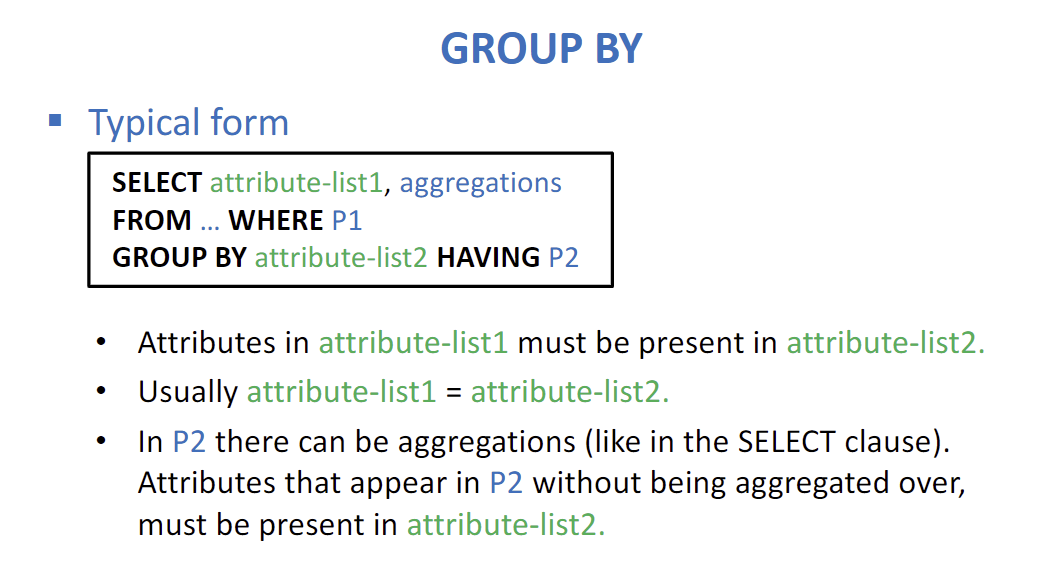 GROUP BY
▪ Typical form
SELECT attribute-list1, aggregations
FROM … WHERE P1
GROUP BY attribute-list2 HAVING P2
• Attributes in attribute-list1 must be present in attribute-list2.
• Usually attribute-list1 = attribute-list2.
• In P2 there can be aggregations (like in the SELECT clause).
Attributes that appear in P2 without being aggregated over,
must be present in attribute-list2.